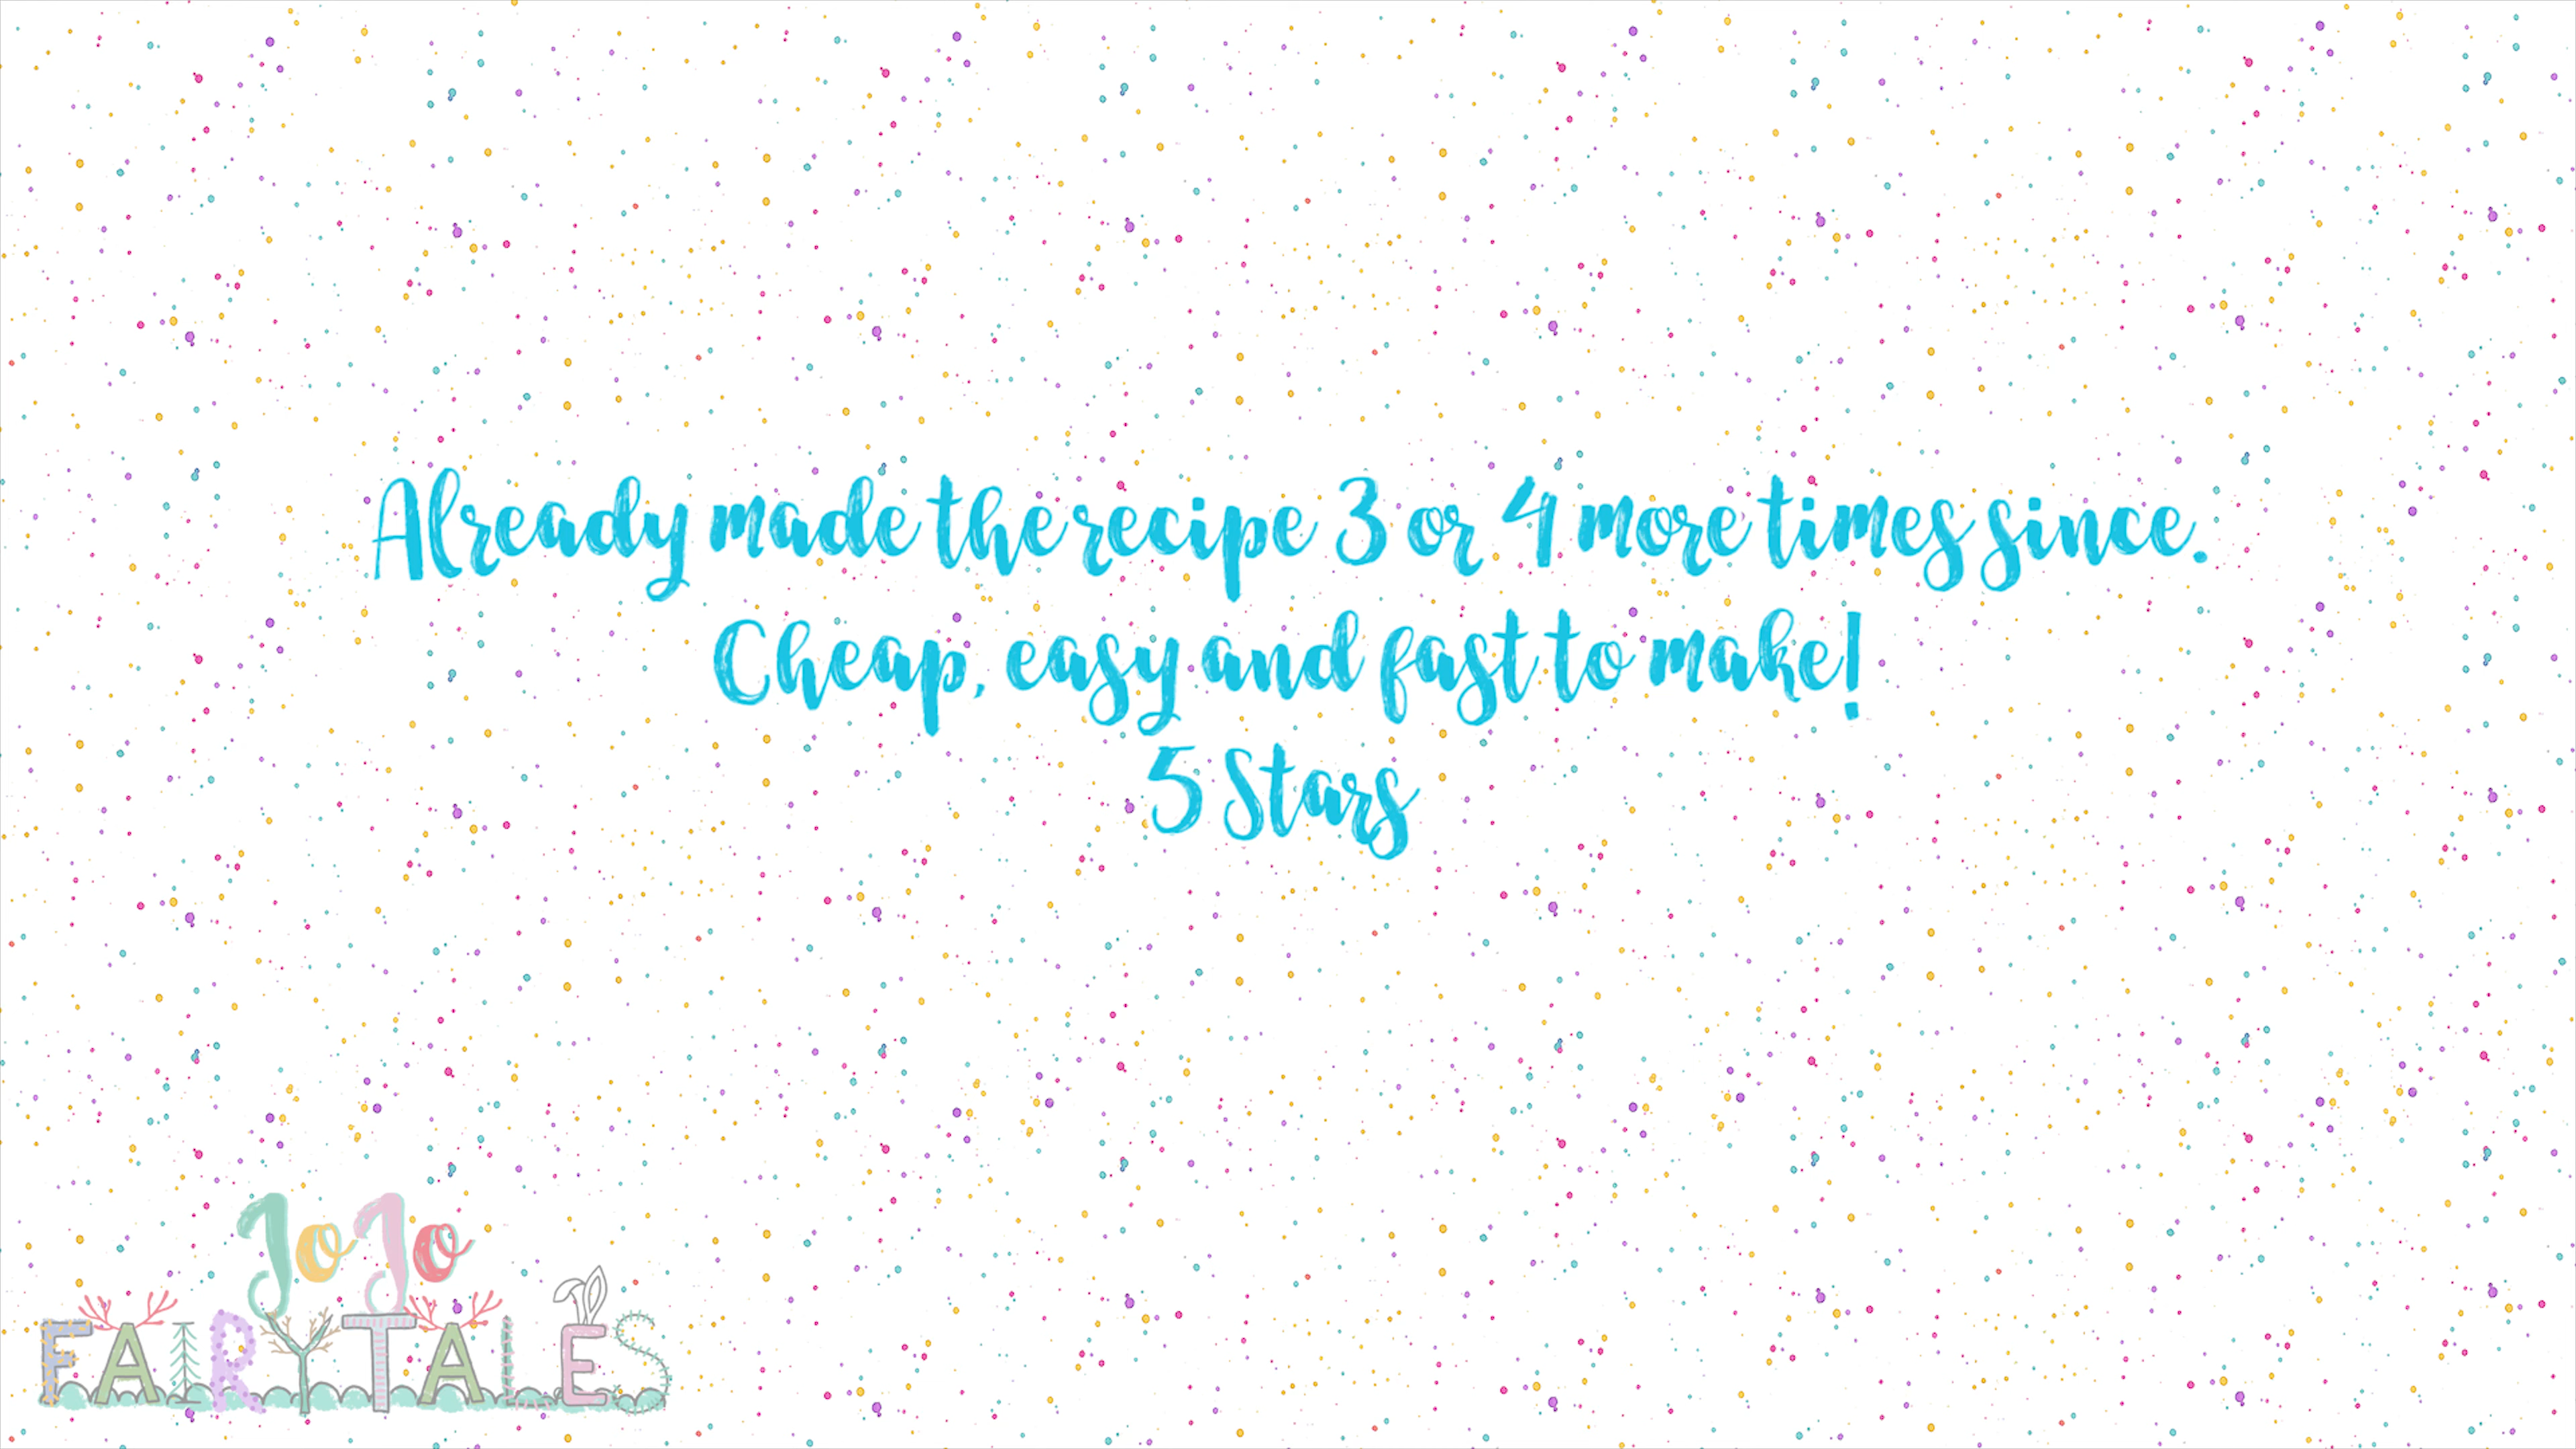 Already made the recipe 3 or 4 more times since.
Cheap, easy and fast to make!
5 Stars
JoJo
FAIRYTALES